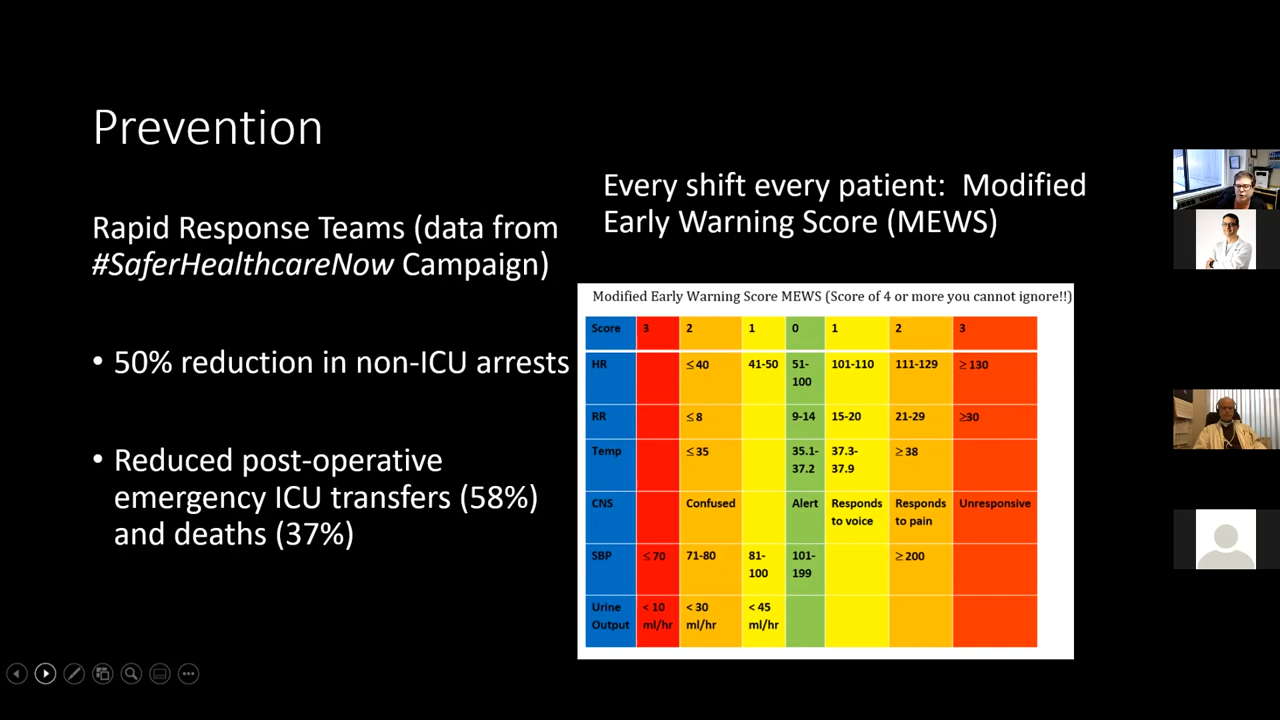 Prevention
Rapid Response Teams (data from
#SaferHealthcareNow Campaign)
• 50% reduction in non-ICU arrests
• Reduced post-operative
emergency ICU transfers (58%)
and deaths (37%)
Every shift every patient:  Modified
Early Warning Score (MEWS)
Modified Early Warning Score MEWS (Score of 4 or more you cannot ignore!!)
Score 3 2 1 0 1 2 3
HR ≤ 40 41-50 51- 101-110 111-129 ≥ 130
100
RR ≤ 8 9-14 15-20 21-29 ≥30
Temp ≤ 35 35.1- 37.3- ≥ 38
37.2 37.9
CNS Confused Alert Responds Responds Unresponsive
to voice to pain
SBP ≤ 70 71-80 81- 101- ≥ 200
100 199
Urine < 10 < 30 < 45
Output ml/hr ml/hr ml/hr